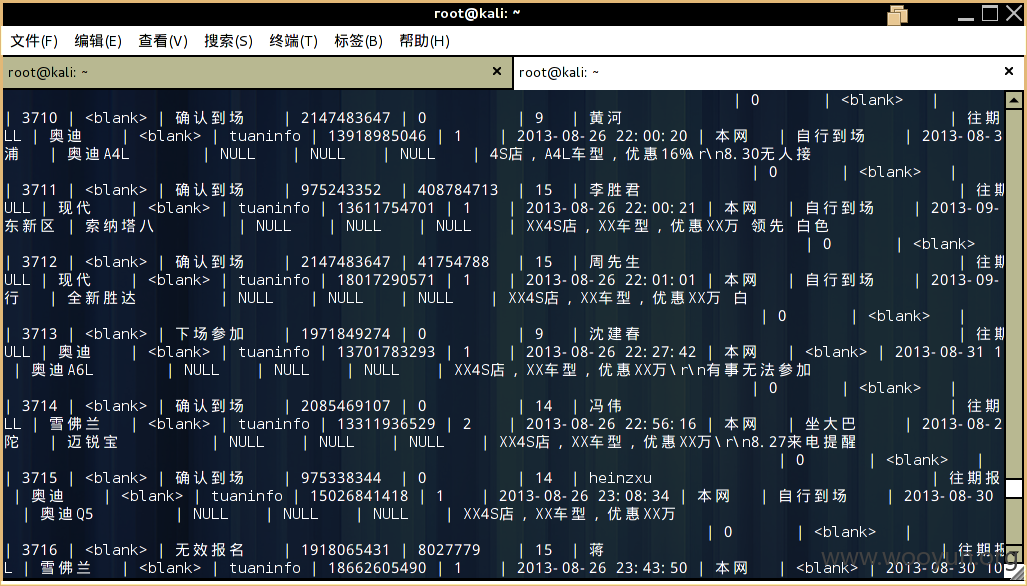 root@kali: ~
文件(F) 编辑(E) 查看(V) 搜索(S) 终端(T) 标签(B) 帮助(H)
root@kali: ~ × root@kali: ~ ×
| 0 | <blank> |
| 3710 | <blank> | 确认到场 | 2147483647 | 0 | 9 | 黄河 | 往期
LL | 奥迪 | <blank> | tuaninfo | 13918985046 | 1 | 2013-08-26 22:00:20 | 本网 | 自行到场 | 2013-08-3
浦 | 奥迪A4L | NULL | NULL | NULL | 4S店，A4L车型，优惠16%\r\n8.30无人接
| 0 | <blank> |
| 3711 | <blank> | 确认到场 | 975243352 | 408784713 | 15 | 李胜君 | 往期
ULL | 现代 | <blank> | tuaninfo | 13611754701 | 1 | 2013-08-26 22:00:21 | 本网 | 自行到场 | 2013-09-
东新区 | 索纳塔八 | NULL | NULL | NULL | XX4S店，XX车型，优惠XX万 领先 白色
| 0 | <blank>
| 3712 | <blank> | 确认到场 | 2147483647 | 41754788 | 15 | 周先生 | 往期
ULL | 现代 | <blank> | tuaninfo | 18017290571 | 1 | 2013-08-26 22:01:01 | 本网 | 自行到场 | 2013-09-
行 | 全新胜达 | NULL | NULL | NULL | XX4S店，XX车型，优惠XX万 白
| 0 | <blank> |
| 3713 | <blank> | 下场参加 | 1971849274 | 0 | 9 | 沈建春 | 往期
ULL | 奥迪 | <blank> | tuaninfo | 13701783293 | 1 | 2013-08-26 22:27:42 | 本网 | <blank> | 2013-08-31 1
| 奥迪A6L | NULL | NULL | NULL | XX4S店，XX车型，优惠XX万\r\n有事无法参加
| 0 | <blank> |
| 3714 | <blank> | 确认到场 | 2085469107 | 0 | 14 | 冯伟 | 往期
LL | 雪佛兰 | <blank> | tuaninfo | 13311936529 | 2 | 2013-08-26 22:56:16 | 本网 | 坐大巴 | 2013-08-2
陀 | 迈锐宝 | NULL | NULL | NULL | XX4S店，XX车型，优惠XX万\r\n8.27来电提醒
| 0 | <blank> |
| 3715 | <blank> | 确认到场 | 975338344 | 0 | 14 | heinzxu | 往期报
| 奥迪 | <blank> | tuaninfo | 15026841418 | 1 | 2013-08-26 23:08:34 | 本网 | 自行到场 | 2013-08-30
| 奥迪Q5 | NULL | NULL | NULL | XX4S店，XX车型，优惠XX万
| 0 | <blank> |
| 3716 | <blank> | 无效报名 | 1918065431 | 8027779 | 15 | 蒋 | 往期报
L | 雪佛兰 | <blank> | tuaninfo | 18662605490 | 1 | 2013-08-26 23:43:50 | 本网 | <blank> | 2013-08-30 1
www.wooyun.org